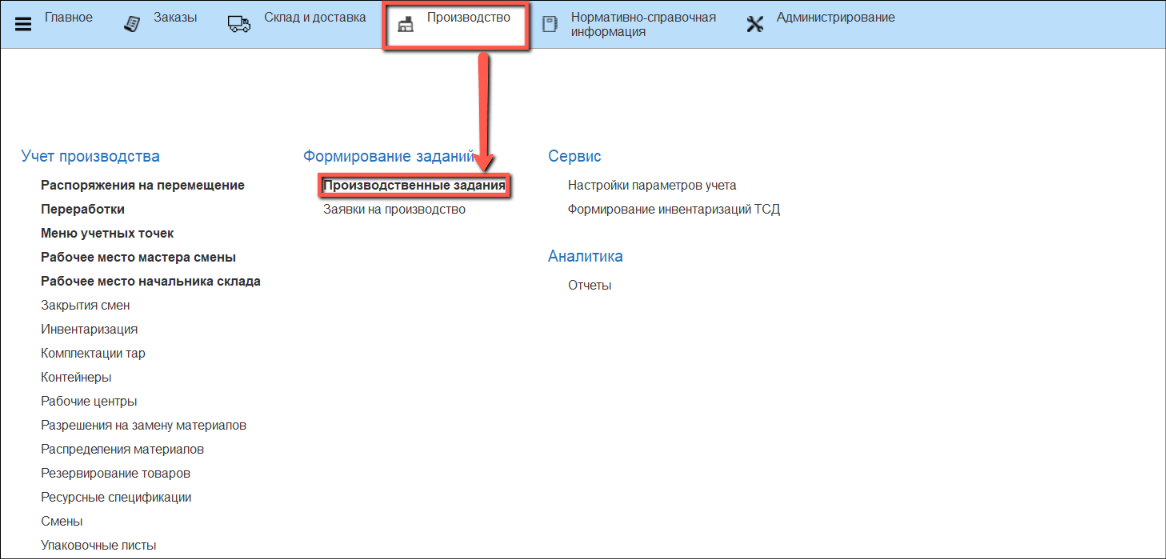 Главное
Заказы
Склад и доставка
Производство
Нормативно-справочная
информация
Администрирование
Учет производства
Распоряжения на перемещение
Переработки
Меню учетных точек
Рабочее место мастера смены
Рабочее место начальника склада
Закрытия смен
Инвентаризация
Комплектации тар
Контейнеры
Рабочие центры
Разрешения на замену материалов
Распределения материалов
Резервирование товаров
Ресурсные спецификации
Смены
Упаковочные листы
Формирование заданий
Производственные задания
Заявки на производство
Сервис
Настройки параметров учета
Формирование инвентаризаций ТСД
Аналитика
Отчеты